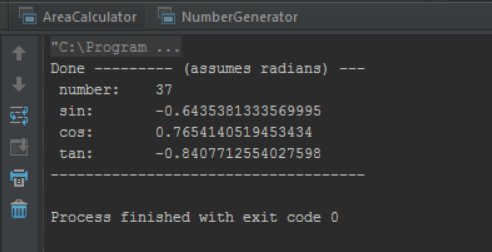 AreaCalculator NumberGenerator
"C:\Program ...
Done --------- (assumes radians) ---
number: 37
sin: -0.6435381333569995
cos: 0.7654140519453434
tan: -0.8407712554027598
------------------------------------
Process finished with exit code 0